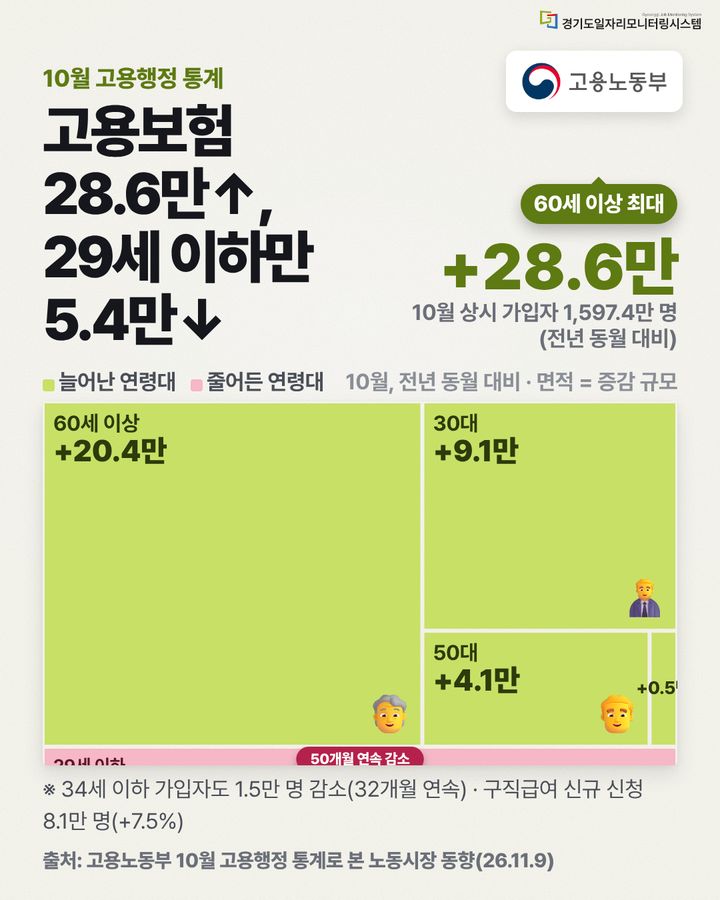 경기도일자리모니터링시스템
10월 고용행정 통계
고용노동부
고용보험
28.6만↑,
29세 이하만
5.4만↓
60세 이상 최대
+28.6만
10월 상시 가입자 1,597.4만 명
(전년 동월 대비)
늘어난 연령대 줄어든 연령대 10월, 전년 동월 대비 · 면적 = 증감 규모
60세 이상
+20.4만
30대
+9.1만
50대
+4.1만
+0.5
29세 이하
50개월 연속 감소
※ 34세 이하 가입자도 1.5만 명 감소(32개월 연속) · 구직급여 신규 신청
8.1만 명(+7.5%)
출처: 고용노동부 10월 고용행정 통계로 본 노동시장 동향(26.11.9)